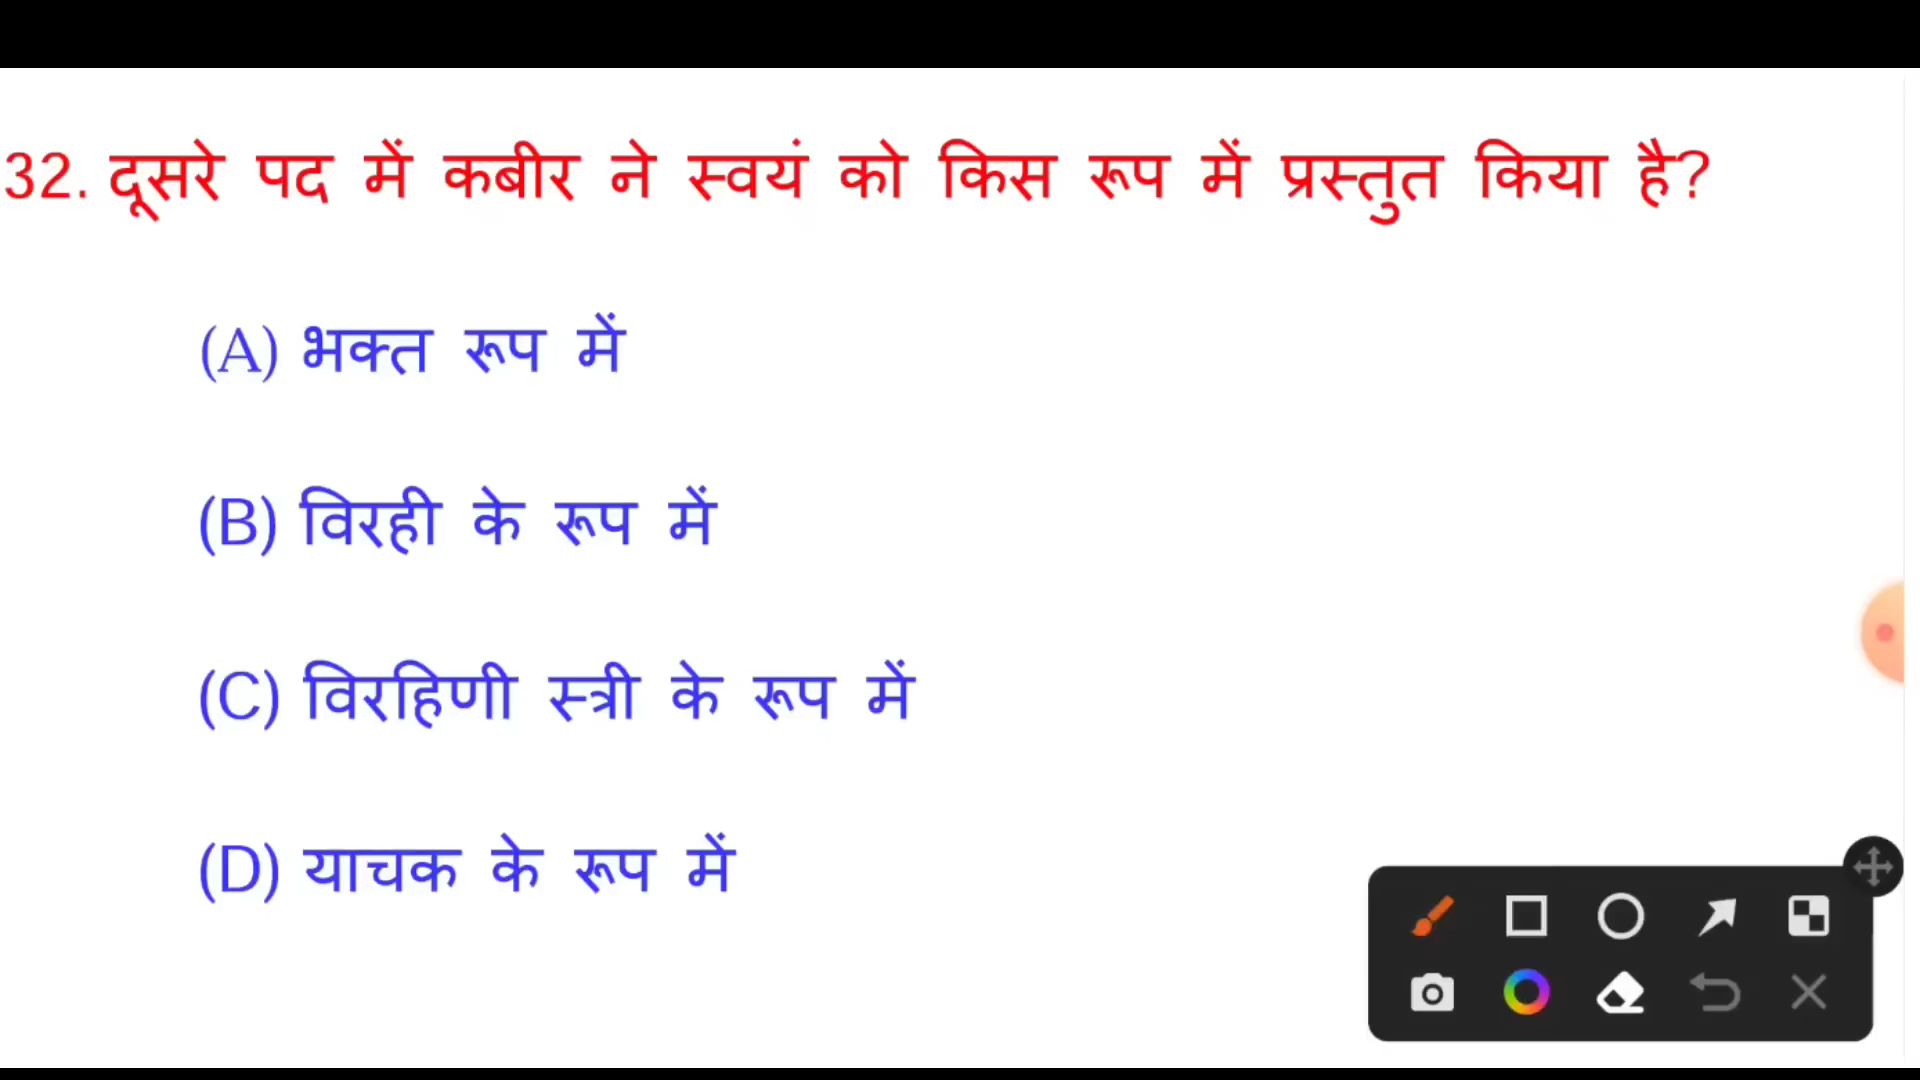 32. दूसरे पद में कबीर ने स्वयं को किस रूप में प्रस्तुत किया है?
(A) भक्त रूप में
(B) विरही के रूप में
(C) विरहिणी स्त्री के रूप में
(D) याचक के रूप में